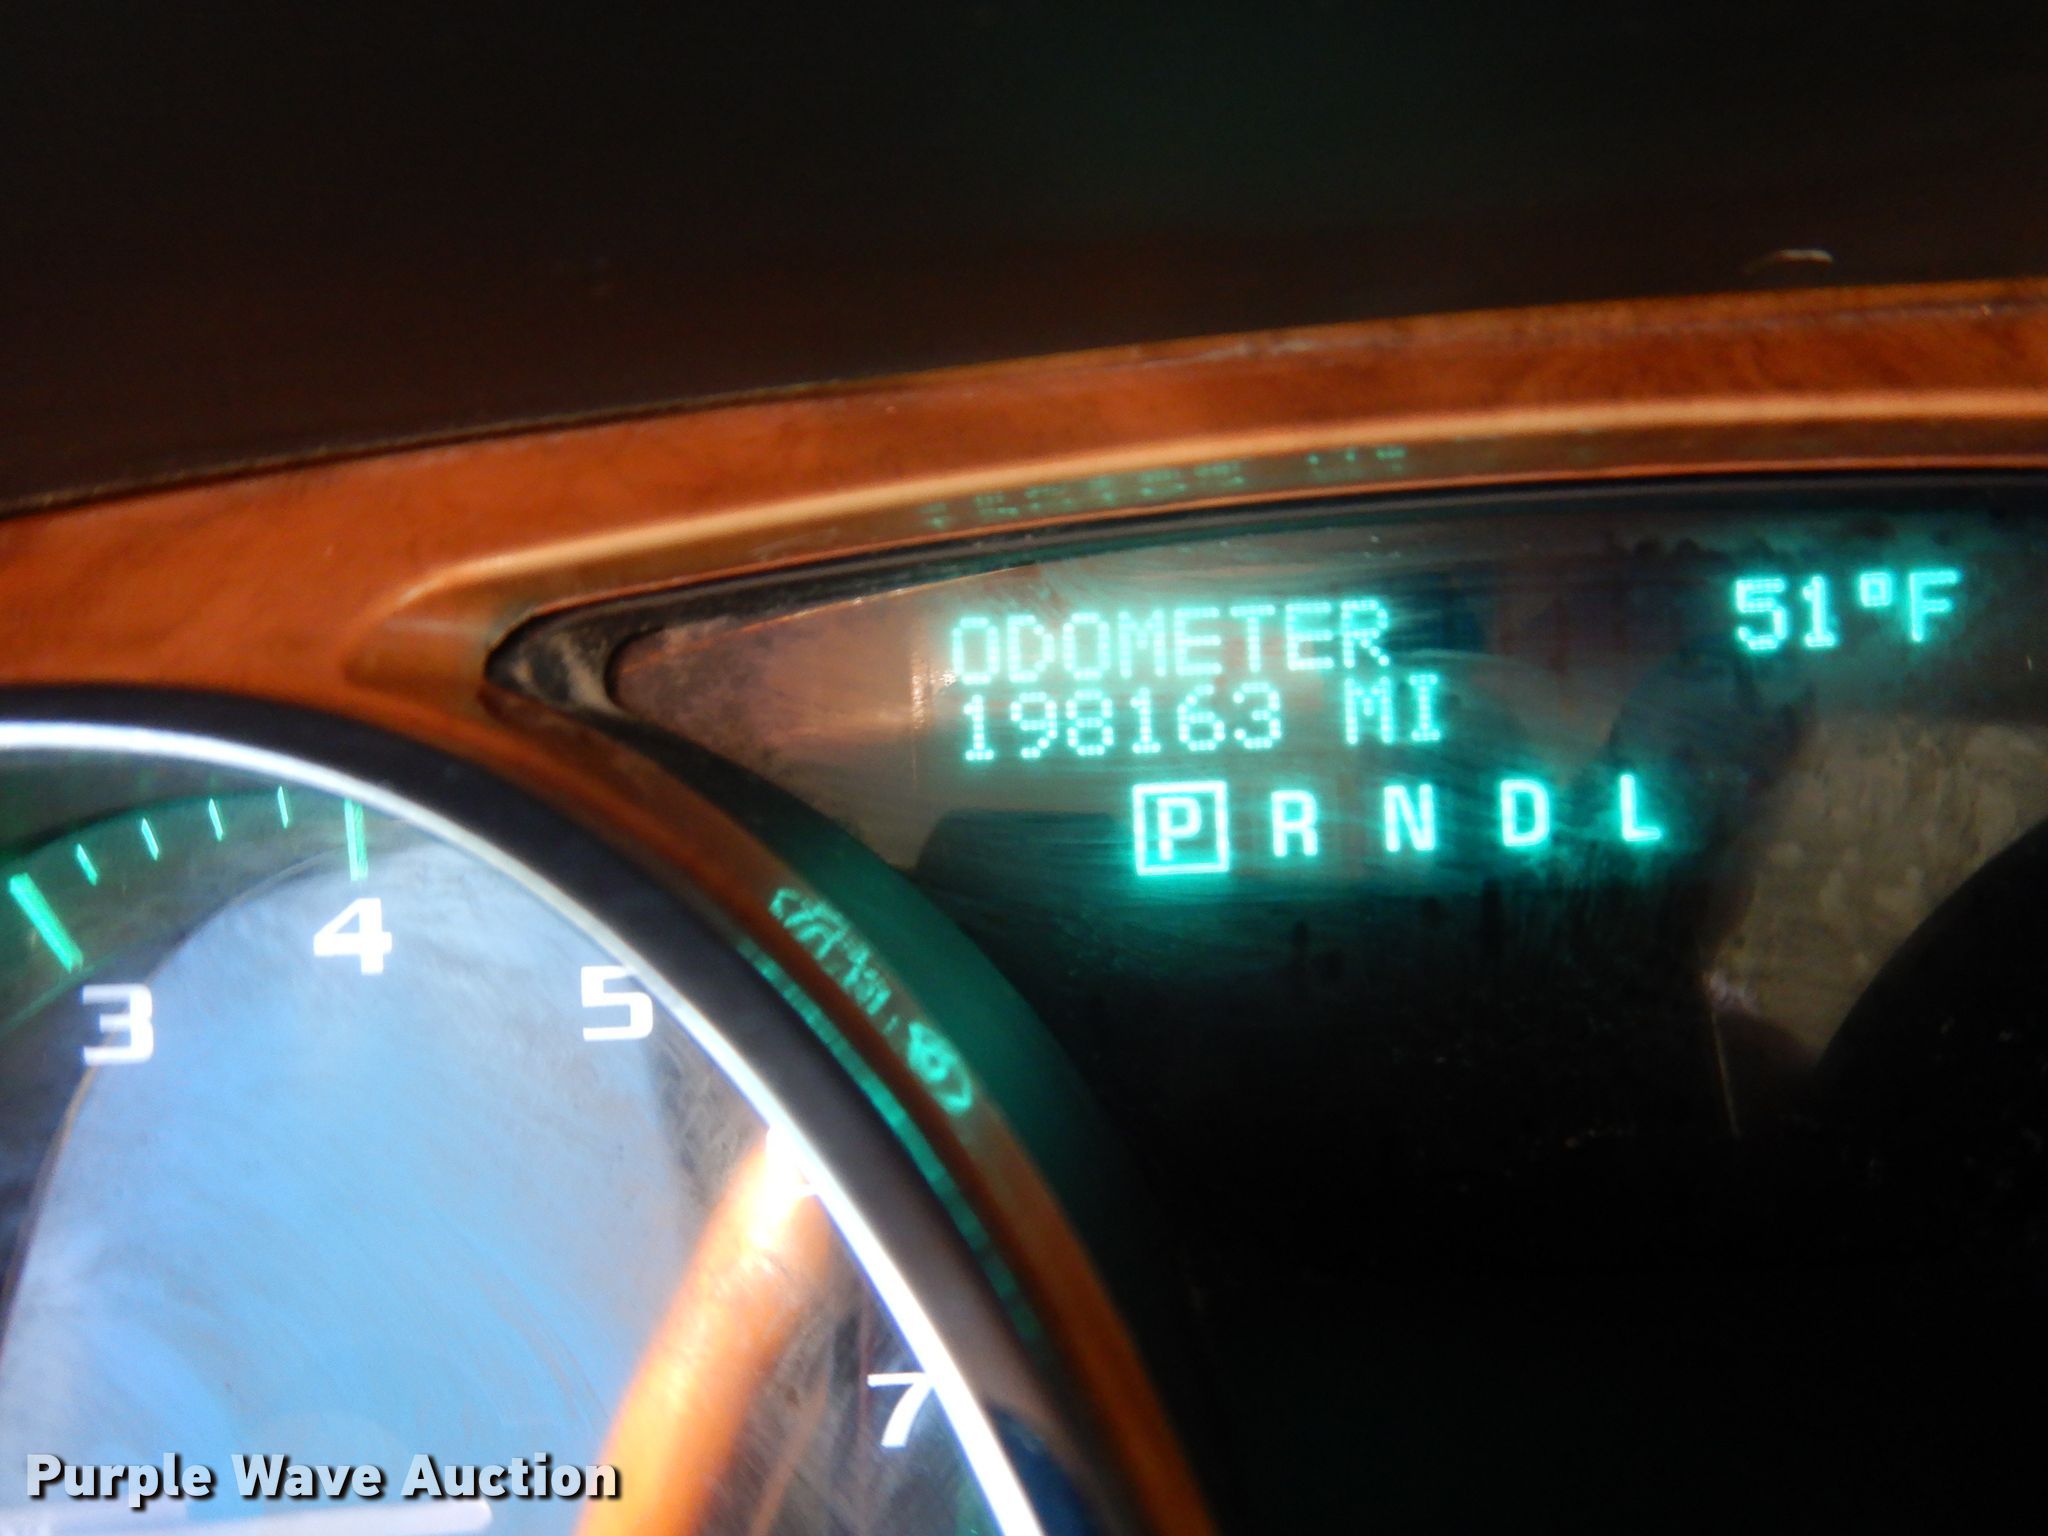 ODOMETER 51°F
198163 MI
P R N D L
3
4
5
7
Purple Wave Auction